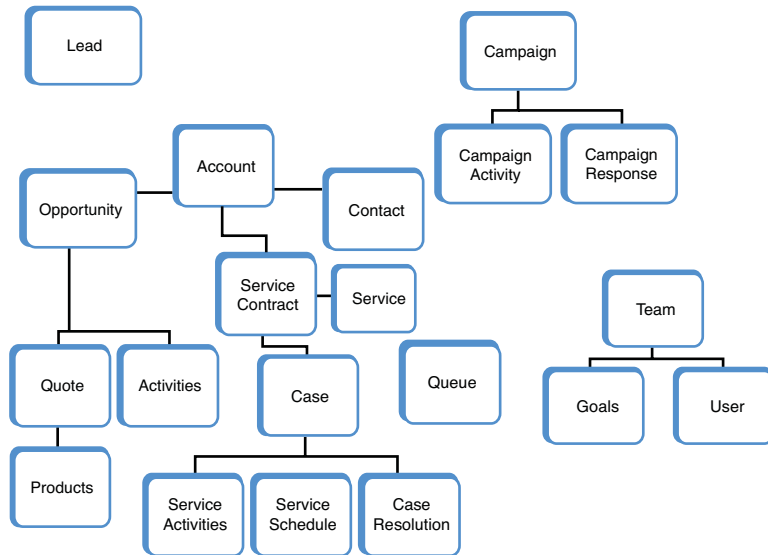 Lead
Campaign
Campaign
Activity
Campaign
Response
Account
Opportunity
Contact
Service
Contract
Service
Team
Quote
Activities
Case
Queue
Goals
User
Products
Service
Activities
Service
Schedule
Case
Resolution